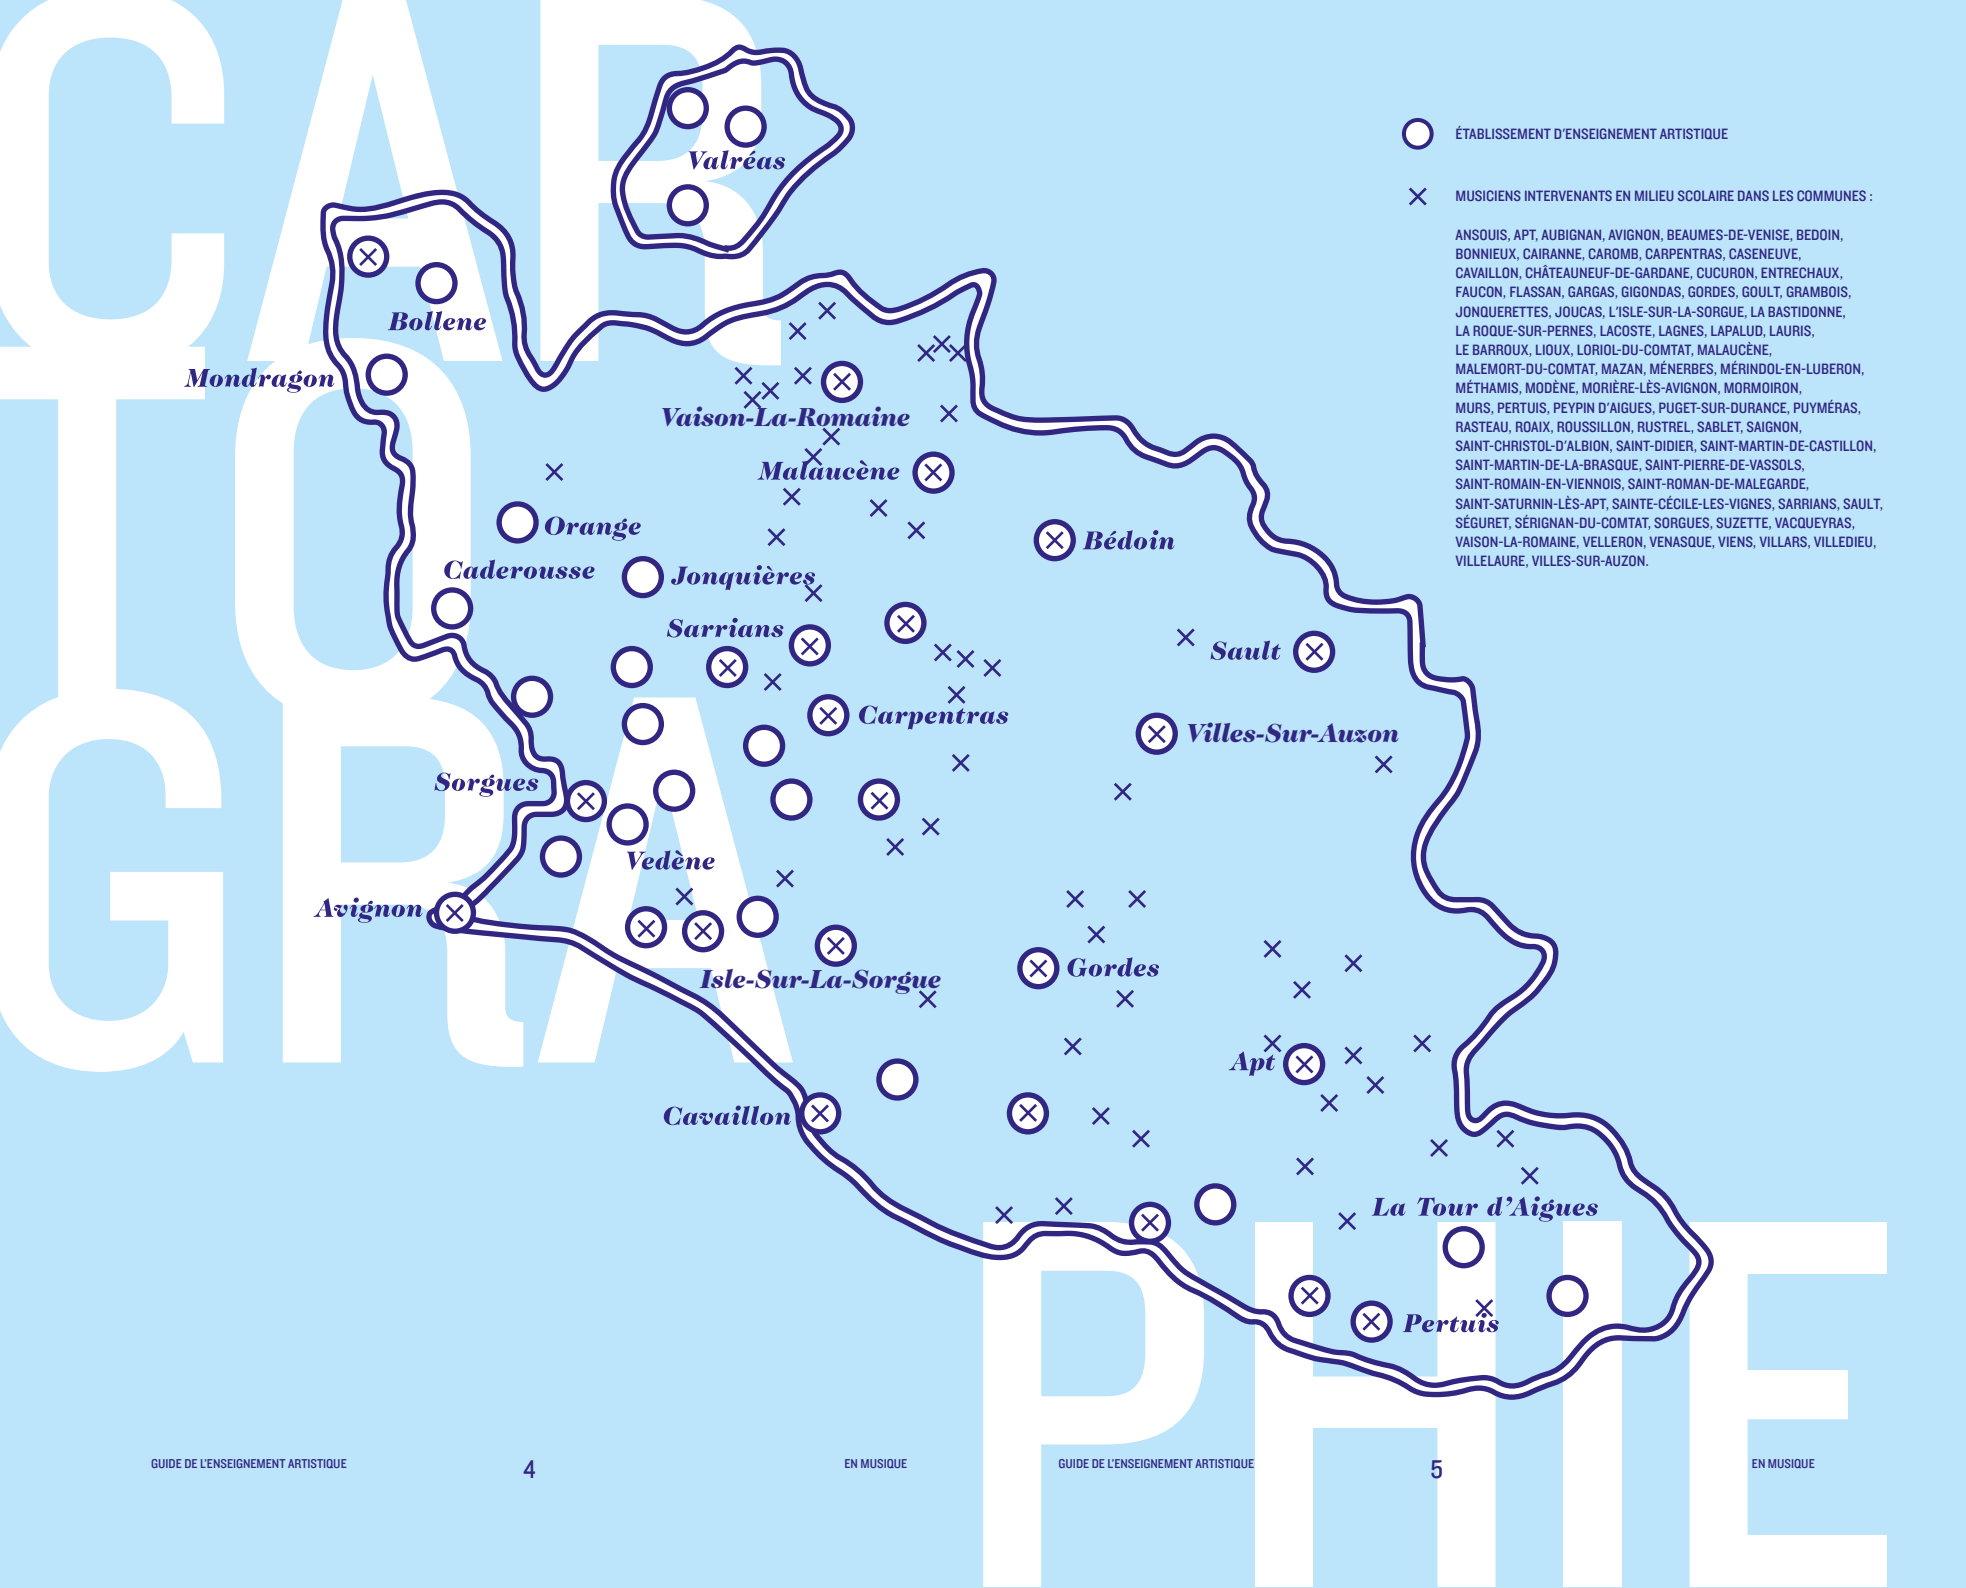 CAR
TO
GRA
PHIE
Valréas
Bollene
Mondragon
Vaison-La-Romaine
Malaucène
Orange
Bédoin
Caderousse
Jonquières
Sarrians
Sault
Carpentras
Villes-Sur-Auzon
Sorgues
Vedène
Avignon
Isle-Sur-La-Sorgue
Gordes
Apt
Cavaillon
La Tour d’Aigues
Pertuis
ÉTABLISSEMENT D’ENSEIGNEMENT ARTISTIQUE
MUSICIENS INTERVENANTS EN MILIEU SCOLAIRE DANS LES COMMUNES :
ANSOUIS, APT, AUBIGNAN, AVIGNON, BEAUMES-DE-VENISE, BEDOIN,
BONNIEUX, CAIRANNE, CAROMB, CARPENTRAS, CASENEUVE,
CAVAILLON, CHÂTEAUNEUF-DE-GARDANE, CUCURON, ENTRECHAUX,
FAUCON, FLASSAN, GARGAS, GIGONDAS, GORDES, GOULT, GRAMBOIS,
JONQUERETTES, JOUCAS, L’ISLE-SUR-LA-SORGUE, LA BASTIDONNE,
LA ROQUE-SUR-PERNES, LACOSTE, LAGNES, LAPALUD, LAURIS,
LE BARROUX, LIOUX, LORIOL-DU-COMTAT, MALAUCÈNE,
MALEMORT-DU-COMTAT, MAZAN, MÉNERBES, MÉRINDOL-EN-LUBERON,
MÉTHAMIS, MODÈNE, MORIÈRE-LÈS-AVIGNON, MORMOIRON,
MURS, PERTUIS, PEYPIN D’AIGUES, PUGET-SUR-DURANCE, PUYMÉRAS,
RASTEAU, ROAIX, ROUSSILLON, RUSTREL, SABLET, SAIGNON,
SAINT-CHRISTOL-D’ALBION, SAINT-DIDIER, SAINT-MARTIN-DE-CASTILLON,
SAINT-MARTIN-DE-LA-BRASQUE, SAINT-PIERRE-DE-VASSOLS,
SAINT-ROMAIN-EN-VIENNOIS, SAINT-ROMAN-DE-MALEGARDE,
SAINT-SATURNIN-LÈS-APT, SAINTE-CÉCILE-LES-VIGNES, SARRIANS, SAULT,
SÉGURET, SÉRIGNAN-DU-COMTAT, SORGUES, SUZETTE, VACQUEYRAS,
VAISON-LA-ROMAINE, VELLERON, VENASQUE, VIENS, VILLARS, VILLEDIEU,
VILLELAURE, VILLES-SUR-AUZON.
GUIDE DE L’ENSEIGNEMENT ARTISTIQUE
4
EN MUSIQUE
GUIDE DE L’ENSEIGNEMENT ARTISTIQUE
5
EN MUSIQUE